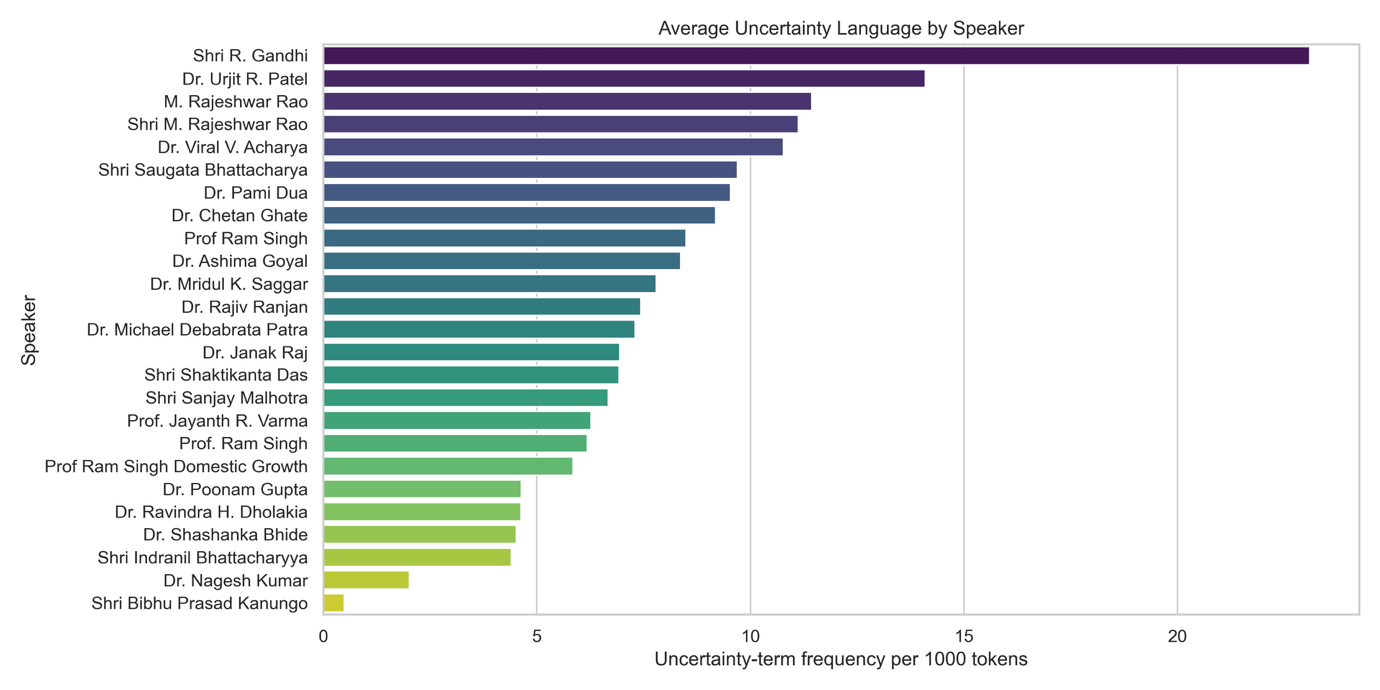 Average Uncertainty Language by Speaker
Speaker
Shri R. Gandhi
Dr. Urjit R. Patel
M. Rajeshwar Rao
Shri M. Rajeshwar Rao
Dr. Viral V. Acharya
Shri Saugata Bhattacharya
Dr. Pami Dua
Dr. Chetan Ghate
Prof Ram Singh
Dr. Ashima Goyal
Dr. Mridul K. Saggar
Dr. Rajiv Ranjan
Dr. Michael Debabrata Patra
Dr. Janak Raj
Shri Shaktikanta Das
Shri Sanjay Malhotra
Prof. Jayanth R. Varma
Prof. Ram Singh
Prof Ram Singh Domestic Growth
Dr. Poonam Gupta
Dr. Ravindra H. Dholakia
Dr. Shashanka Bhide
Shri Indranil Bhattacharyya
Dr. Nagesh Kumar
Shri Bibhu Prasad Kanungo
0 5 10 15 20
Uncertainty-term frequency per 1000 tokens